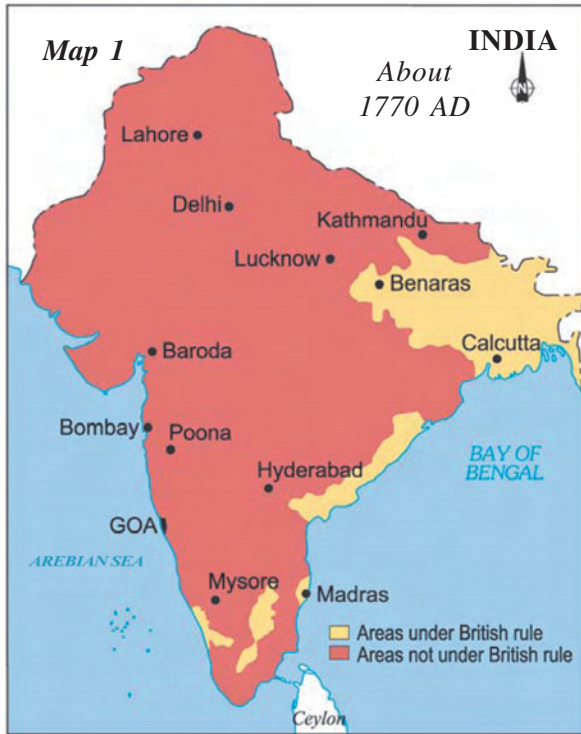 Map 1
INDIA
N
About
1770 AD
Lahore
Delhi
Kathmandu
Lucknow
Benaras
Calcutta
Baroda
Bombay
Poona
Hyderabad
BAY OF
BENGAL
GOA
AREBIAN SEA
Mysore
Madras
Areas under British rule
Areas not under British rule
Ceylon